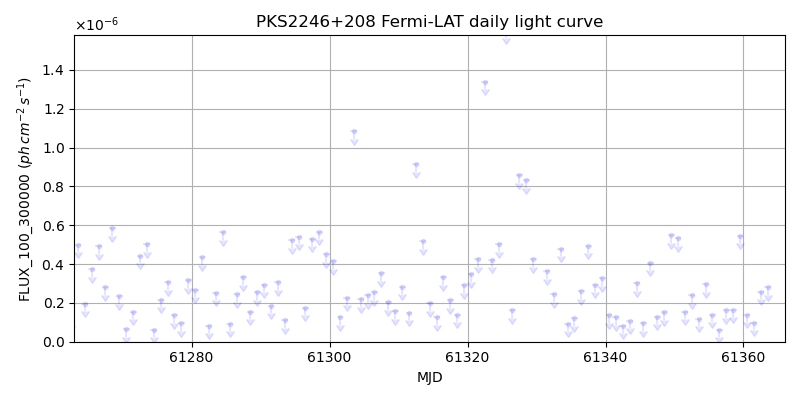 PKS2246+208 Fermi-LAT daily light curve
×10⁻⁶
FLUX_100_300000 (ph cm⁻² s⁻¹)
1.4
1.2
1.0
0.8
0.6
0.4
0.2
0.0
61280 61300 61320 61340 61360
MJD